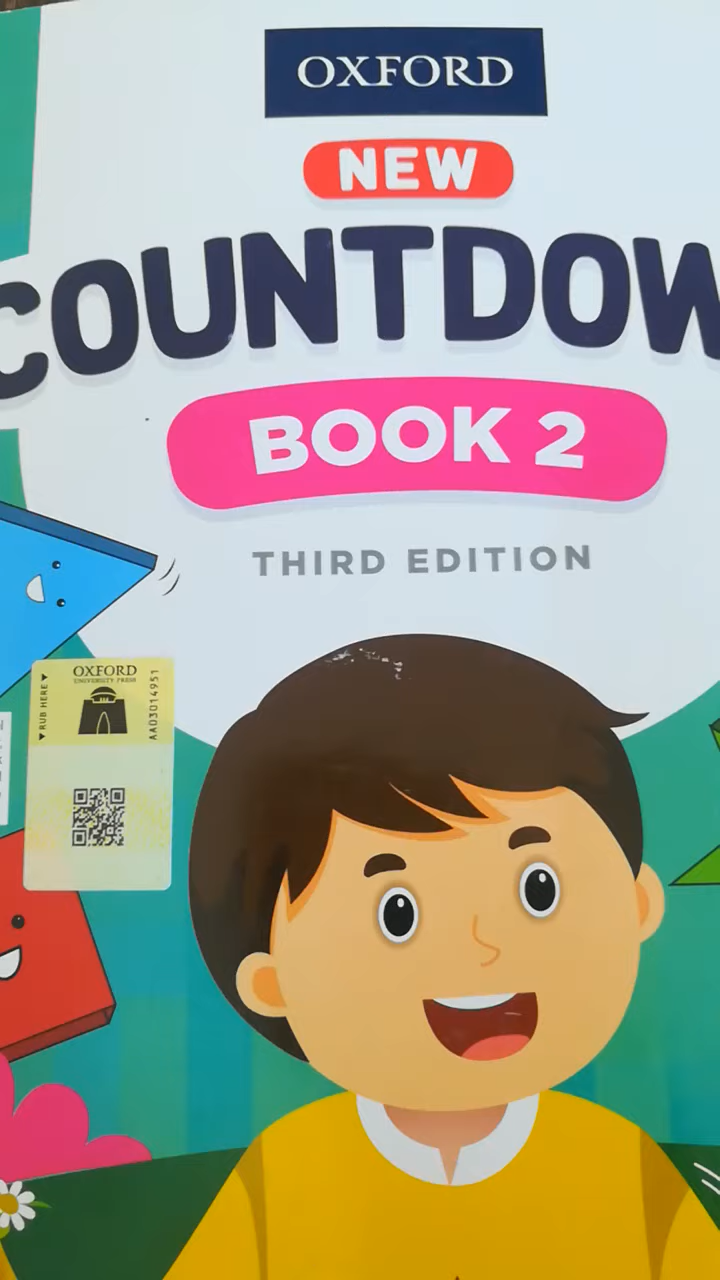 OXFORD
NEW
COUNTDOW
BOOK 2
THIRD EDITION
OXFORD
UNIVERSITY PRESS
RUB HERE
AA03014951